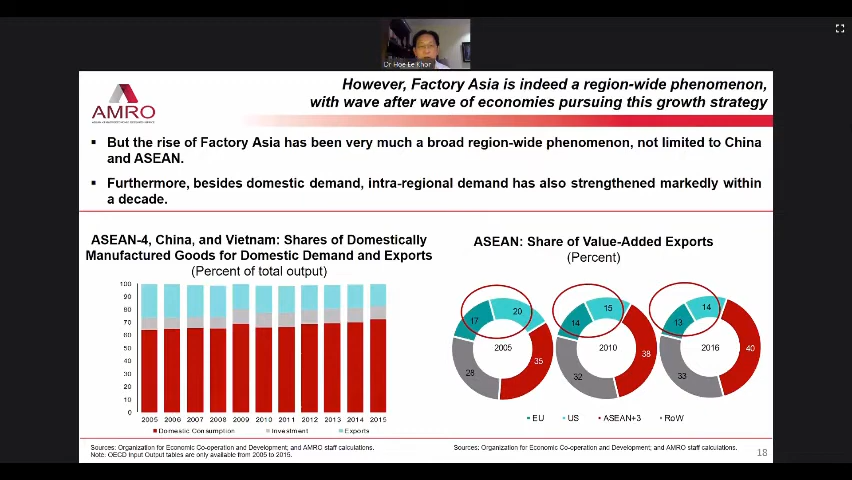 Dr Hoe Ee Khor
AMRO
However, Factory Asia is indeed a region-wide phenomenon,
with wave after wave of economies pursuing this growth strategy
▪ But the rise of Factory Asia has been very much a broad region-wide phenomenon, not limited to China
and ASEAN.
▪ Furthermore, besides domestic demand, intra-regional demand has also strengthened markedly within
a decade.
ASEAN-4, China, and Vietnam: Shares of Domestically
Manufactured Goods for Domestic Demand and Exports
(Percent of total output)
100
90
80
70
60
50
40
30
20
10
0
2005 2006 2007 2008 2009 2010 2011 2012 2013 2014 2015
Domestic Consumption Investment Exports
Sources: Organization for Economic Co-operation and Development; and AMRO staff calculations.
Note: OECD Input Output tables are only available from 2005 to 2015.
ASEAN: Share of Value-Added Exports
(Percent)
17 20 35 28 2005
14 15 38 32 2010
13 14 40 33 2016
EU US ASEAN+3 RoW
Sources: Organization for Economic Co-operation and Development; and AMRO staff calculations.
18